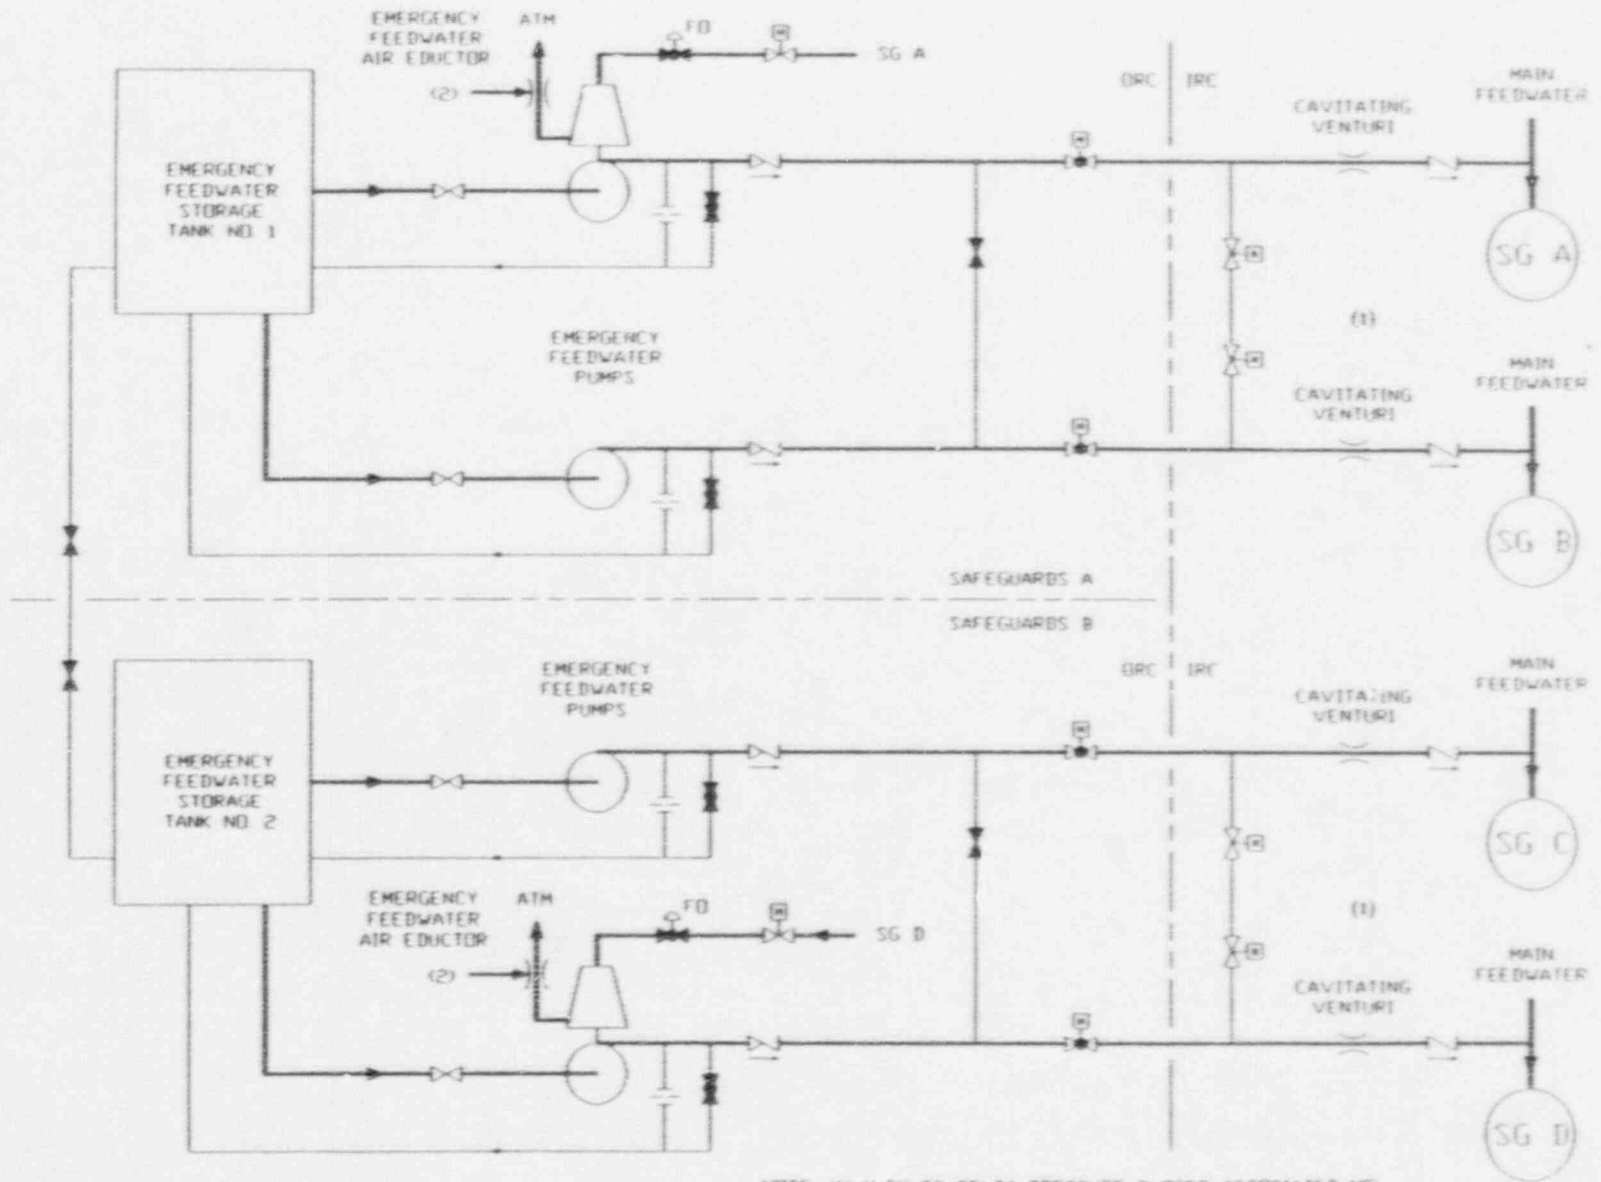 EMERGENCY
FEEDWATER
AIR EDUCTOR
ATM
FO
(2)
SG A
ORC
IRC
MAIN
FEEDWATER
CAVITATING
VENTURI
EMERGENCY
FEEDWATER
STORAGE
TANK NO. 1
SG A
(1)
EMERGENCY
FEEDWATER
PUMPS
MAIN
FEEDWATER
CAVITATING
VENTURI
SG B
SAFEGUARDS A
SAFEGUARDS B
EMERGENCY
FEEDWATER
PUMPS
ORC
IRC
MAIN
FEEDWATER
CAVITATING
VENTURI
EMERGENCY
FEEDWATER
STORAGE
TANK NO. 2
SG C
EMERGENCY
FEEDWATER
AIR EDUCTOR
ATM
FO
(2)
SG D
(1)
MAIN
FEEDWATER
CAVITATING
VENTURI
SG D